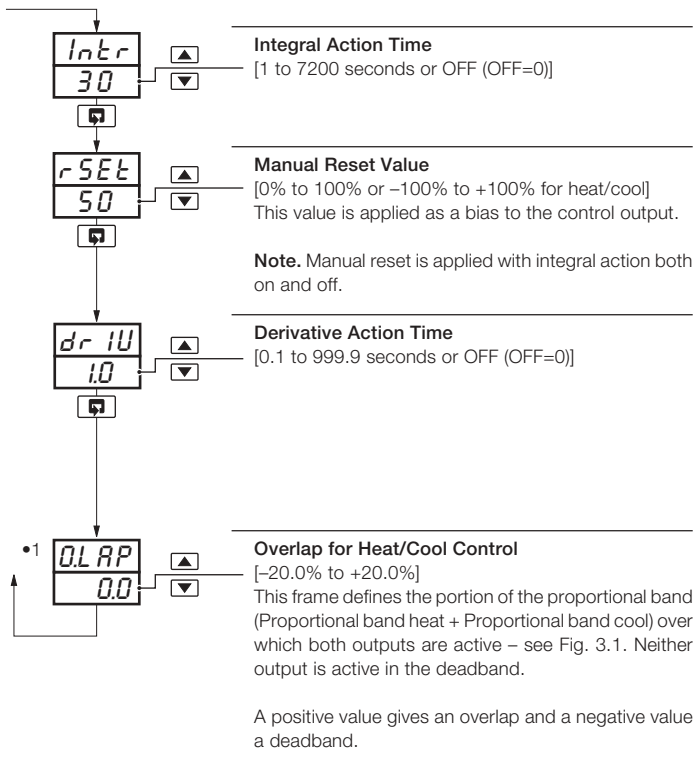 Intr
30
Integral Action Time
[1 to 7200 seconds or OFF (OFF=0)]
rSEt
50
Manual Reset Value
[0% to 100% or –100% to +100% for heat/cool]
This value is applied as a bias to the control output.
Note. Manual reset is applied with integral action both
on and off.
dr IU
1.0
Derivative Action Time
[0.1 to 999.9 seconds or OFF (OFF=0)]
•1
O.LAP
0.0
Overlap for Heat/Cool Control
[–20.0% to +20.0%]
This frame defines the portion of the proportional band
(Proportional band heat + Proportional band cool) over
which both outputs are active – see Fig. 3.1. Neither
output is active in the deadband.
A positive value gives an overlap and a negative value
a deadband.